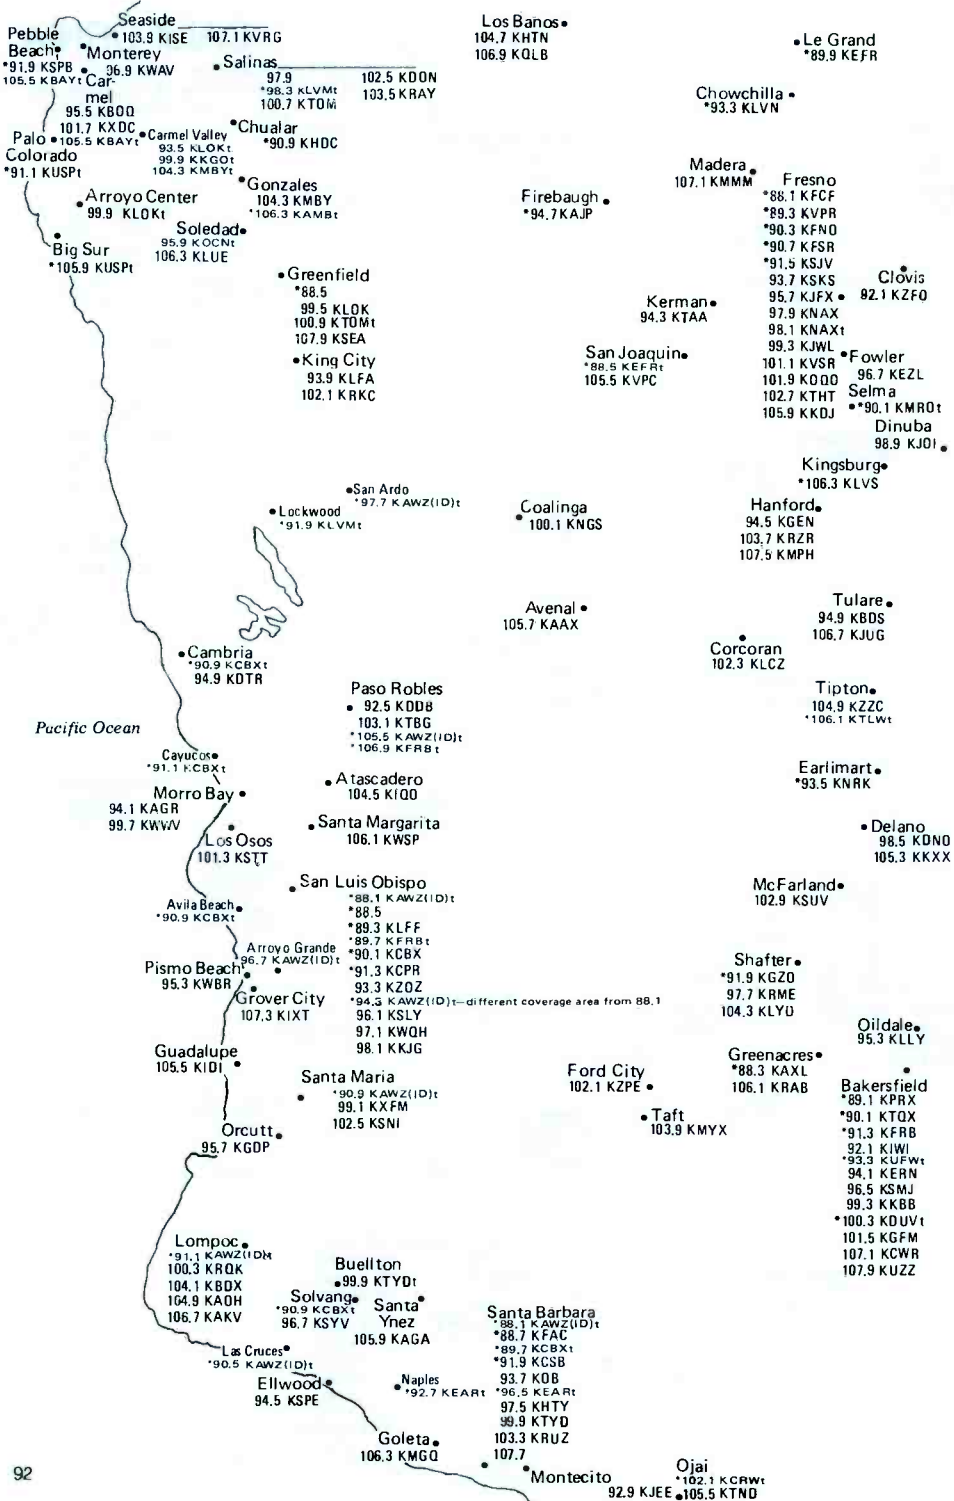 Seaside
103.9 KISE 107.1 KVRG
Pebble
Beach
*91.9 KSPB
105.5 KBAYt
Monterey
96.9 KWAV
Car-
mel
95.5 KBOQ
101.7 KXDC
105.5 KBAYt
Salinas
97.9
*98.3 KLVMt
100.7 KTOM
102.5 KDON
103.5 KRAY
Los Banos
104.7 KHTN
106.9 KQLB
Le Grand
*89.9 KEFR
Chowchilla
*93.3 KLVN
Palo
Colorado
*91.1 KUSPt
Carmel Valley
93.5 KLOKt
99.9 KKGOt
104.3 KMBYt
Chualar
*90.9 KHDC
Gonzales
104.3 KMBY
*106.3 KAMBt
Arroyo Center
99.9 KLOKt
Soledad
95.9 KOCNt
106.3 KLUE
Big Sur
*105.9 KUSPt
Greenfield
*88.5
99.5 KLOK
100.9 KTOMt
107.9 KSEA
King City
93.9 KLFA
102.1 KRKC
Firebaugh
*94.7 KAJP
Madera
107.1 KMMM
Fresno
*88.1 KFCF
*89.3 KVPR
*90.3 KFNO
*90.7 KFSR
*91.5 KSJV
93.7 KSKS
95.7 KJFX
97.9 KNAX
98.1 KNAXt
99.3 KJWL
101.1 KVSR
101.9 KOQO
102.7 KTHT
105.9 KKDJ
Clovis
92.1 KZFO
Kerman
94.3 KTAA
San Joaquin
*88.5 KEFRt
105.5 KVPC
Fowler
96.7 KEZL
Selma
*90.1 KMROt
Dinuba
98.9 KJOI
Kingsburg
*106.3 KLVS
San Ardo
*97.7 KAWZ(ID)t
Lockwood
*91.9 KLVMt
Coalinga
100.1 KNGS
Hanford
94.5 KGEN
103.7 KRZR
107.5 KMPH
Avenal
105.7 KAAX
Tulare
94.9 KBDS
106.7 KJUG
Corcoran
102.3 KLCZ
Cambria
*90.9 KCBXt
94.9 KDTR
Paso Robles
92.5 KDDB
103.1 KTBG
*105.5 KAWZ(ID)t
*106.9 KFRBt
Tipton
104.9 KZZC
*106.1 KTLWt
Pacific Ocean
Cayucos
*91.1 KCBXt
Earlimart
*93.5 KNRK
Morro Bay
94.1 KAGR
99.7 KWWV
Atascadero
104.5 KIQO
Los Osos
101.3 KSTT
Santa Margarita
106.1 KWSP
Delano
98.5 KDNO
105.3 KKXX
San Luis Obispo
*88.1 KAWZ(ID)t
*88.5
*89.3 KLFF
*89.7 KFRBt
*90.1 KCBX
*91.3 KCPR
93.3 KZOZ
*94.3 KAWZ(ID)t—different coverage area from 88.1
96.1 KSLY
97.1 KWQH
98.1 KKJG
McFarland
102.9 KSUV
Avila Beach
*90.9 KCBXt
Arroyo Grande
*96.7 KAWZ(ID)t
Pismo Beach
95.3 KWBR
Grover City
107.3 KIXT
Shafter
*91.9 KGZO
97.7 KRME
104.3 KLYD
Oildale
95.3 KLLY
Guadalupe
105.5 KIDI
Santa Maria
*90.9 KAWZ(ID)t
99.1 KXFM
102.5 KSNI
Ford City
102.1 KZPE
Greenacres
*88.3 KAXL
106.1 KRAB
Taft
103.9 KMYX
Bakersfield
*89.1 KPRX
*90.1 KTQX
*91.3 KFRB
92.1 KIWI
*93.3 KUFWt
94.1 KERN
96.5 KSMJ
99.3 KKBB
*100.3 KDUVt
101.5 KGFM
107.1 KCWR
107.9 KUZZ
Orcutt
95.7 KGDP
Lompoc
*91.1 KAWZ(ID)t
100.3 KRQK
104.1 KBOX
104.9 KAOH
106.7 KAKV
Buellton
99.9 KTYDt
Solvang
*90.9 KCBXt
96.7 KSYV
Santa
Ynez
105.9 KAGA
Las Cruces
*90.5 KAWZ(ID)t
Ellwood
94.5 KSPE
Naples
*92.7 KEARt
Santa Barbara
*88.1 KAWZ(ID)t
*88.7 KFAC
*89.7 KCBXt
*91.9 KCSB
93.7 KDB
*96.5 KEARt
97.5 KHTY
99.9 KTYD
103.3 KRUZ
107.7
Goleta
106.3 KMGQ
Montecito
92.9 KJEE
Ojai
*102.1 KCRWt
105.5 KTND
92